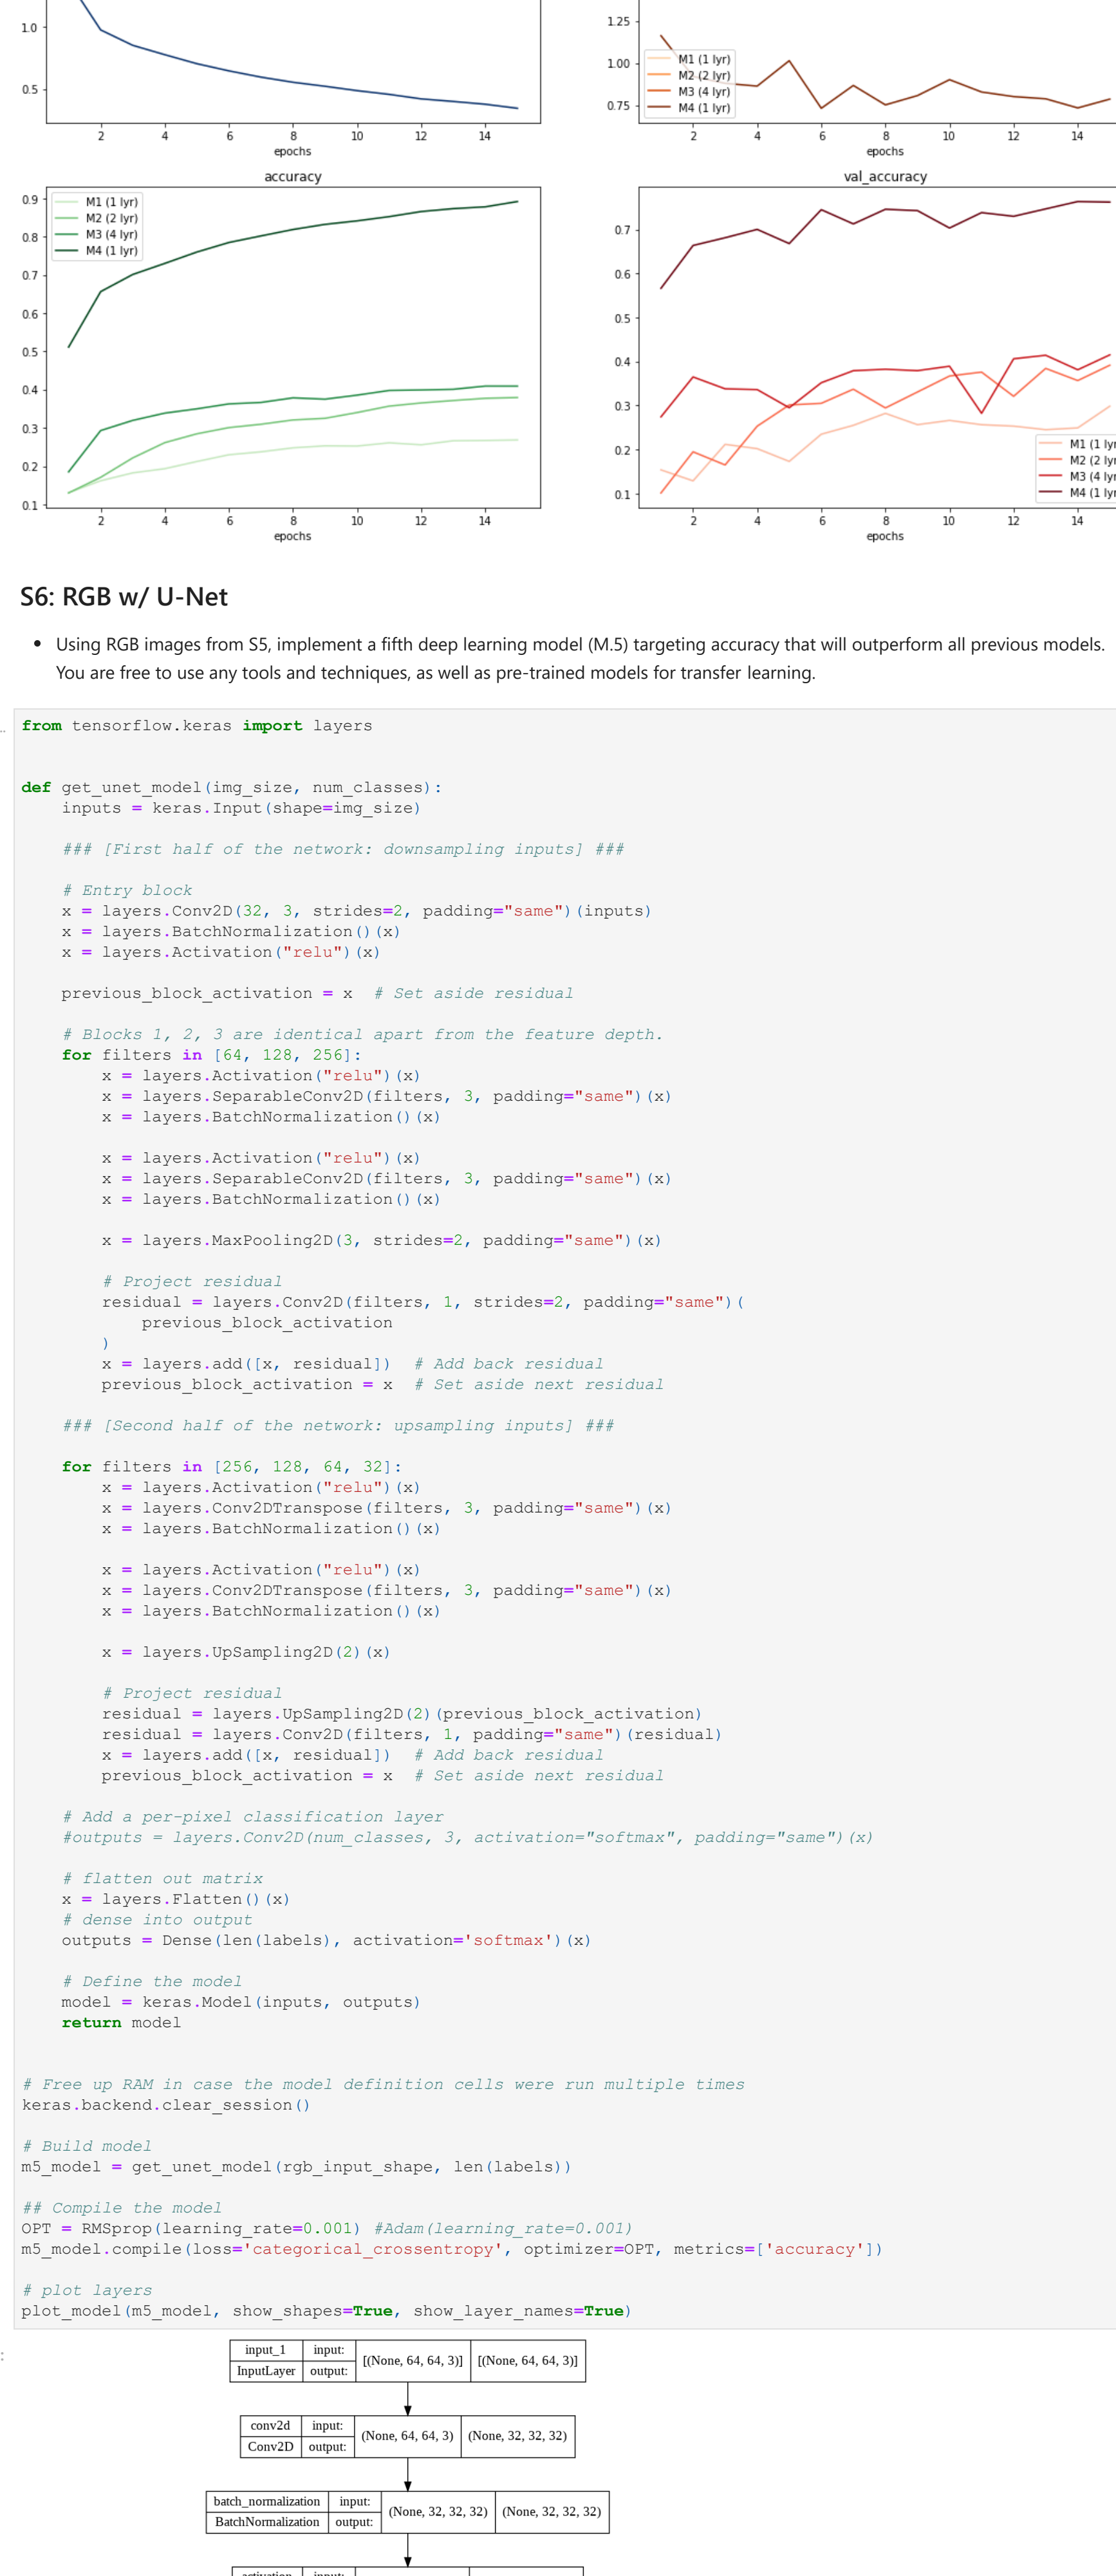 1.0
0.5
2 4 6 8 10 12 14
epochs
1.25
1.00
0.75
M1 (1 lyr)
M2 (2 lyr)
M3 (4 lyr)
M4 (1 lyr)
2 4 6 8 10 12 14
epochs
accuracy
0.9
0.8
0.7
0.6
0.5
0.4
0.3
0.2
0.1
M1 (1 lyr)
M2 (2 lyr)
M3 (4 lyr)
M4 (1 lyr)
2 4 6 8 10 12 14
epochs
val_accuracy
0.7
0.6
0.5
0.4
0.3
0.2
0.1
M1 (1 lyr
M2 (2 lyr
M3 (4 lyr
M4 (1 lyr
2 4 6 8 10 12 14
epochs
S6: RGB w/ U-Net
• Using RGB images from S5, implement a fifth deep learning model (M.5) targeting accuracy that will outperform all previous models.
You are free to use any tools and techniques, as well as pre-trained models for transfer learning.
from tensorflow.keras import layers
def get_unet_model(img_size, num_classes):
    inputs = keras.Input(shape=img_size)
    ### [First half of the network: downsampling inputs] ###
    # Entry block
    x = layers.Conv2D(32, 3, strides=2, padding="same")(inputs)
    x = layers.BatchNormalization()(x)
    x = layers.Activation("relu")(x)
    previous_block_activation = x  # Set aside residual
    # Blocks 1, 2, 3 are identical apart from the feature depth.
    for filters in [64, 128, 256]:
        x = layers.Activation("relu")(x)
        x = layers.SeparableConv2D(filters, 3, padding="same")(x)
        x = layers.BatchNormalization()(x)
        x = layers.Activation("relu")(x)
        x = layers.SeparableConv2D(filters, 3, padding="same")(x)
        x = layers.BatchNormalization()(x)
        x = layers.MaxPooling2D(3, strides=2, padding="same")(x)
        # Project residual
        residual = layers.Conv2D(filters, 1, strides=2, padding="same")(
            previous_block_activation
        )
        x = layers.add([x, residual])  # Add back residual
        previous_block_activation = x  # Set aside next residual
    ### [Second half of the network: upsampling inputs] ###
    for filters in [256, 128, 64, 32]:
        x = layers.Activation("relu")(x)
        x = layers.Conv2DTranspose(filters, 3, padding="same")(x)
        x = layers.BatchNormalization()(x)
        x = layers.Activation("relu")(x)
        x = layers.Conv2DTranspose(filters, 3, padding="same")(x)
        x = layers.BatchNormalization()(x)
        x = layers.UpSampling2D(2)(x)
        # Project residual
        residual = layers.UpSampling2D(2)(previous_block_activation)
        residual = layers.Conv2D(filters, 1, padding="same")(residual)
        x = layers.add([x, residual])  # Add back residual
        previous_block_activation = x  # Set aside next residual
    # Add a per-pixel classification layer
    #outputs = layers.Conv2D(num_classes, 3, activation="softmax", padding="same")(x)
    # flatten out matrix
    x = layers.Flatten()(x)
    # dense into output
    outputs = Dense(len(labels), activation='softmax')(x)
    # Define the model
    model = keras.Model(inputs, outputs)
    return model
# Free up RAM in case the model definition cells were run multiple times
keras.backend.clear_session()
# Build model
m5_model = get_unet_model(rgb_input_shape, len(labels))
## Compile the model
OPT = RMSprop(learning_rate=0.001) #Adam(learning_rate=0.001)
m5_model.compile(loss='categorical_crossentropy', optimizer=OPT, metrics=['accuracy'])
# plot layers
plot_model(m5_model, show_shapes=True, show_layer_names=True)
input_1 input: [(None, 64, 64, 3)] [(None, 64, 64, 3)]
InputLayer output:
conv2d input: (None, 64, 64, 3) (None, 32, 32, 32)
Conv2D output:
batch_normalization input: (None, 32, 32, 32) (None, 32, 32, 32)
BatchNormalization output: